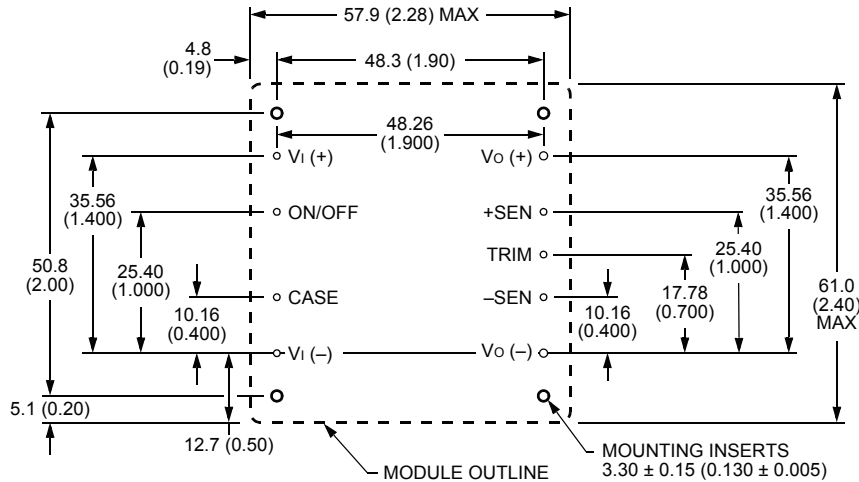 57.9 (2.28) MAX
4.8
(0.19)
48.3 (1.90)
48.26
(1.900)
VI (+)
VO (+)
35.56
(1.400)
35.56
(1.400)
ON/OFF
+SEN
25.40
(1.000)
25.40
(1.000)
TRIM
50.8
(2.00)
61.0
(2.40)
MAX
17.78
(0.700)
10.16
(0.400)
CASE
–SEN
10.16
(0.400)
VI (–)
VO (–)
5.1 (0.20)
12.7 (0.50)
MOUNTING INSERTS
3.30 ± 0.15 (0.130 ± 0.005)
MODULE OUTLINE